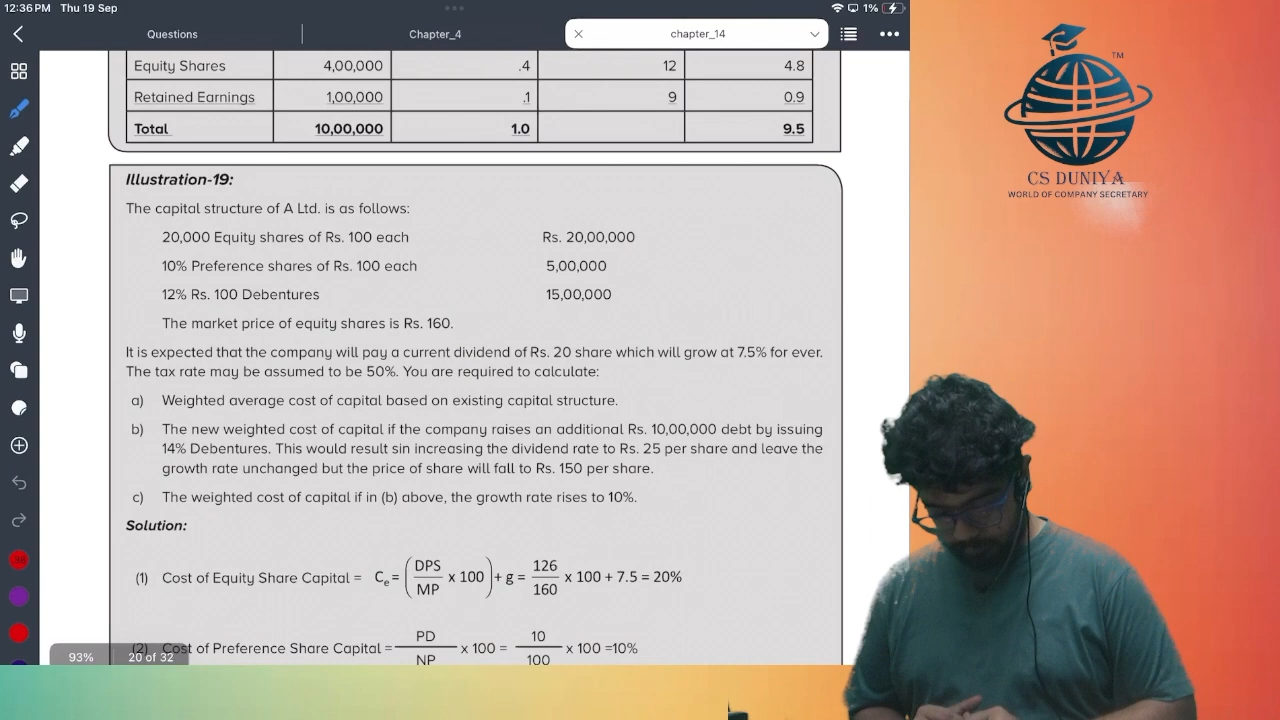 12:36 PM Thu 19 Sep
1%
Questions
Chapter_4
chapter_14
Equity Shares 4,00,000 .4 12 4.8
Retained Earnings 1,00,000 .1 9 0.9
Total 10,00,000 1.0 9.5
Illustration-19:
The capital structure of A Ltd. is as follows:
20,000 Equity shares of Rs. 100 each Rs. 20,00,000
10% Preference shares of Rs. 100 each 5,00,000
12% Rs. 100 Debentures 15,00,000
The market price of equity shares is Rs. 160.
It is expected that the company will pay a current dividend of Rs. 20 share which will grow at 7.5% for ever.
The tax rate may be assumed to be 50%. You are required to calculate:
a) Weighted average cost of capital based on existing capital structure.
b) The new weighted cost of capital if the company raises an additional Rs. 10,00,000 debt by issuing
14% Debentures. This would result sin increasing the dividend rate to Rs. 25 per share and leave the
growth rate unchanged but the price of share will fall to Rs. 150 per share.
c) The weighted cost of capital if in (b) above, the growth rate rises to 10%.
Solution:
(1) Cost of Equity Share Capital = Ce = (DPS/MP x 100) + g = 126/160 x 100 + 7.5 = 20%
(2) Cost of Preference Share Capital = PD/NP x 100 = 10/100 x 100 =10%
93% 20 of 32
TM
CS DUNIYA
WORLD OF COMPANY SECRETARY